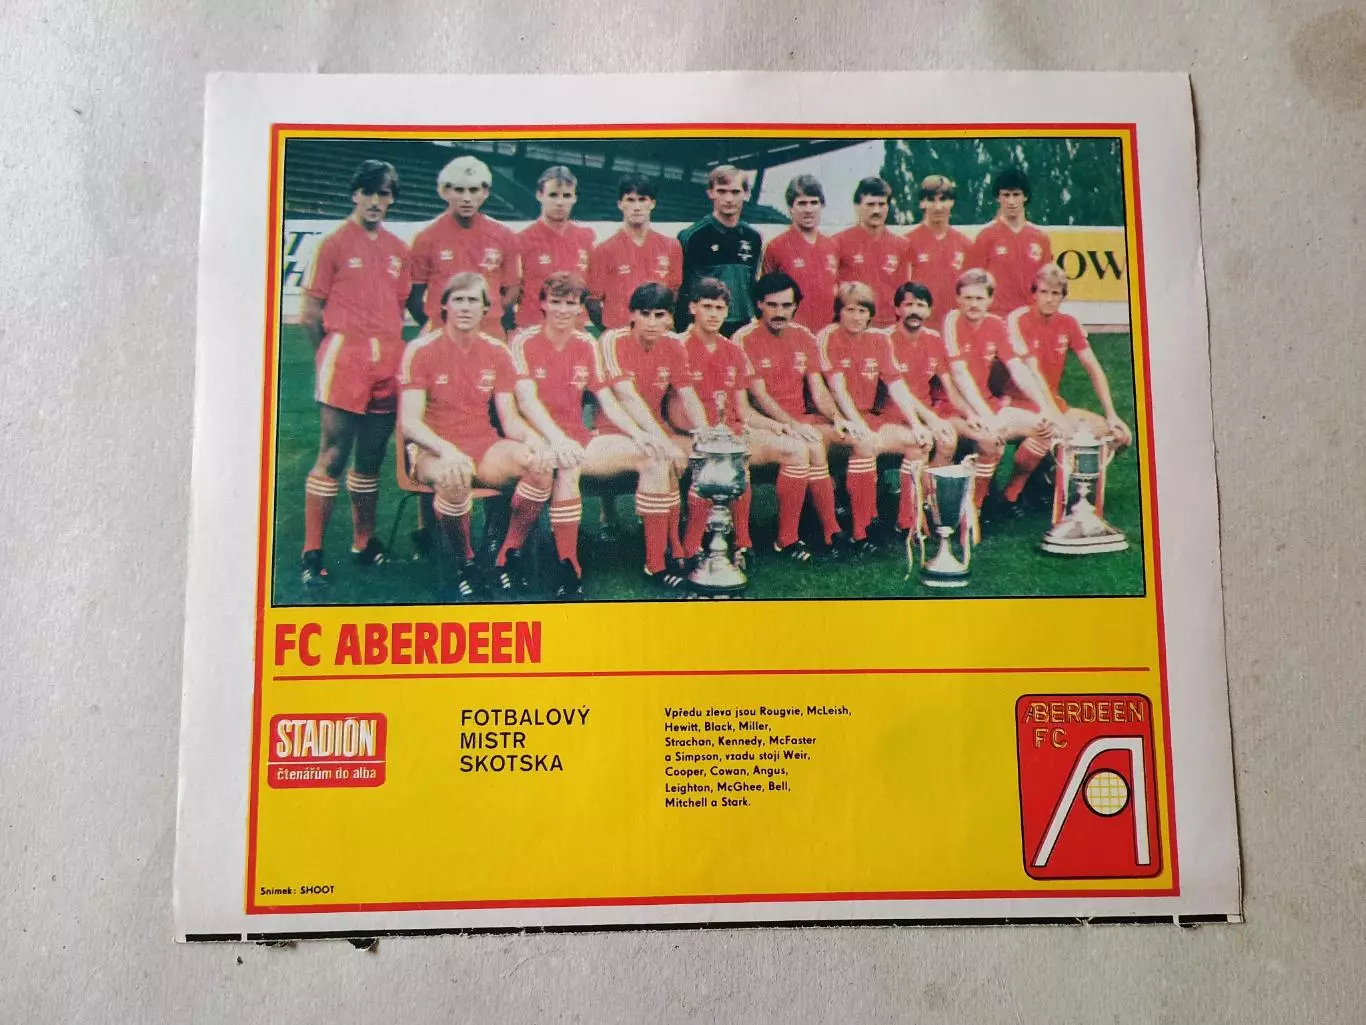 OW
FC ABERDEEN
STADIÓN
čtenářům do alba
FOTBALOVÝ
MISTR
SKOTSKA
Vpředu zleva jsou Rougvie, McLeish,
Hewitt, Black, Miller,
Strachan, Kennedy, McFaster
a Simpson, vzadu stojí Weir,
Cooper, Cowan, Angus,
Leighton, McGhee, Bell,
Mitchell a Stark.
ABERDEEN
FC
Snímek: SHOOT